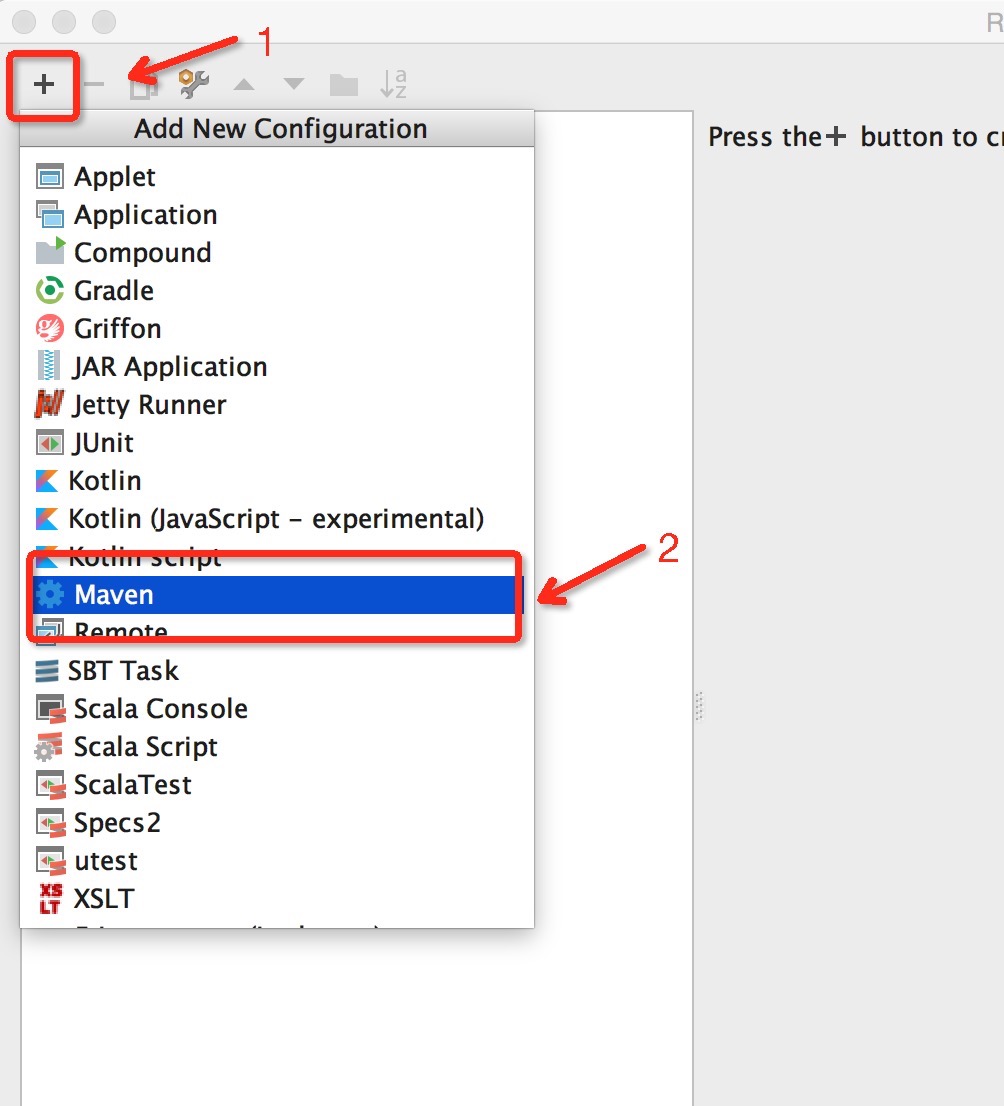 R
1
a
z
Add New Configuration
Press the + button to cr
Applet
Application
Compound
Gradle
Griffon
JAR Application
Jetty Runner
JUnit
Kotlin
Kotlin (JavaScript – experimental)
Kotlin script
2
Maven
Remote
SBT Task
Scala Console
Scala Script
ScalaTest
Specs2
utest
XS
LT XSLT